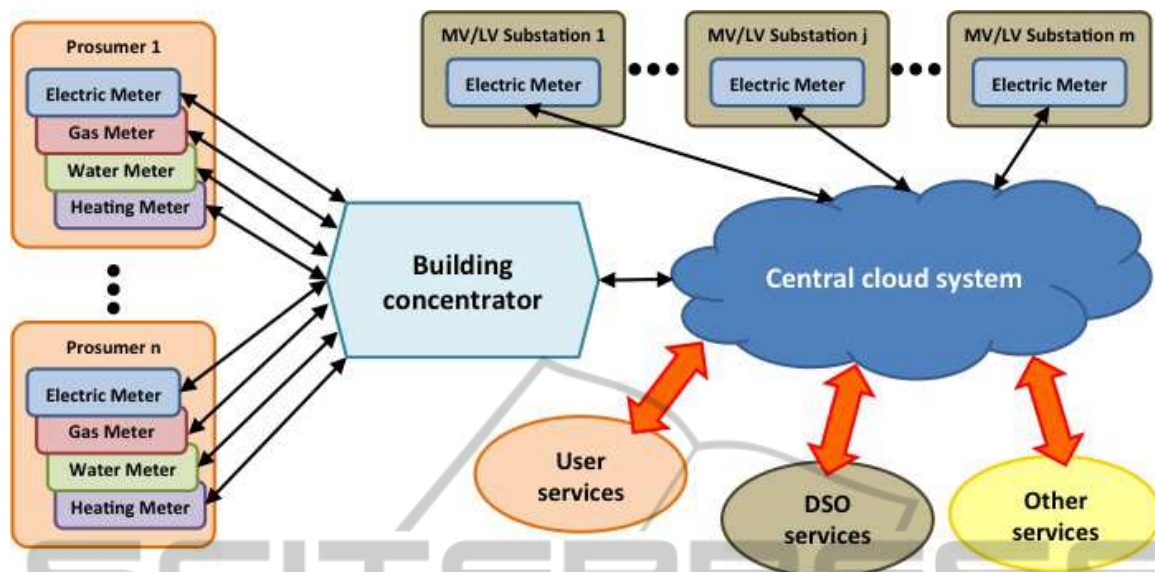 Prosumer 1
Electric Meter
Gas Meter
Water Meter
Heating Meter
Prosumer n
Electric Meter
Gas Meter
Water Meter
Heating Meter
Building
concentrator
MV/LV Substation 1
Electric Meter
MV/LV Substation j
Electric Meter
MV/LV Substation m
Electric Meter
Central cloud system
User
services
DSO
services
Other
services